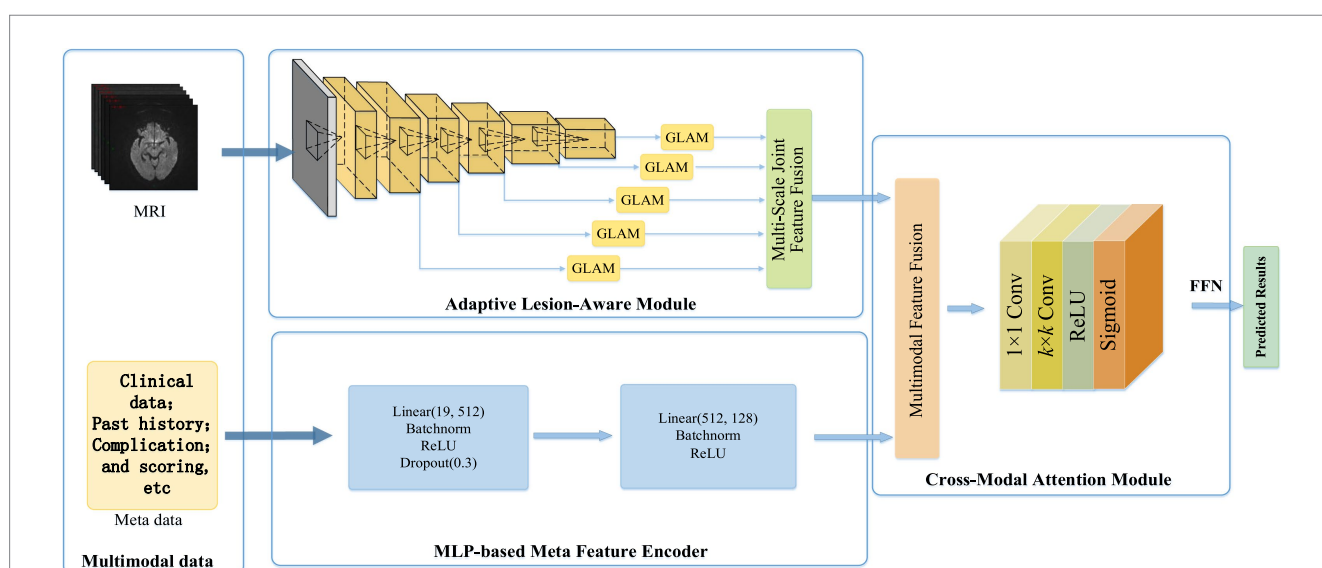 MRI
Clinical
data;
Past history;
Complication;
and scoring,
etc
Meta data
Multimodal data
GLAM
GLAM
GLAM
GLAM
GLAM
Multi-Scale Joint
Feature Fusion
Adaptive Lesion-Aware Module
Linear(19, 512)
Batchnorm
ReLU
Dropout(0.3)
Linear(512, 128)
Batchnorm
ReLU
MLP-based Meta Feature Encoder
Multimodal Feature Fusion
1×1 Conv
k×k Conv
ReLU
Sigmoid
Cross-Modal Attention Module
FFN
Predicted Results